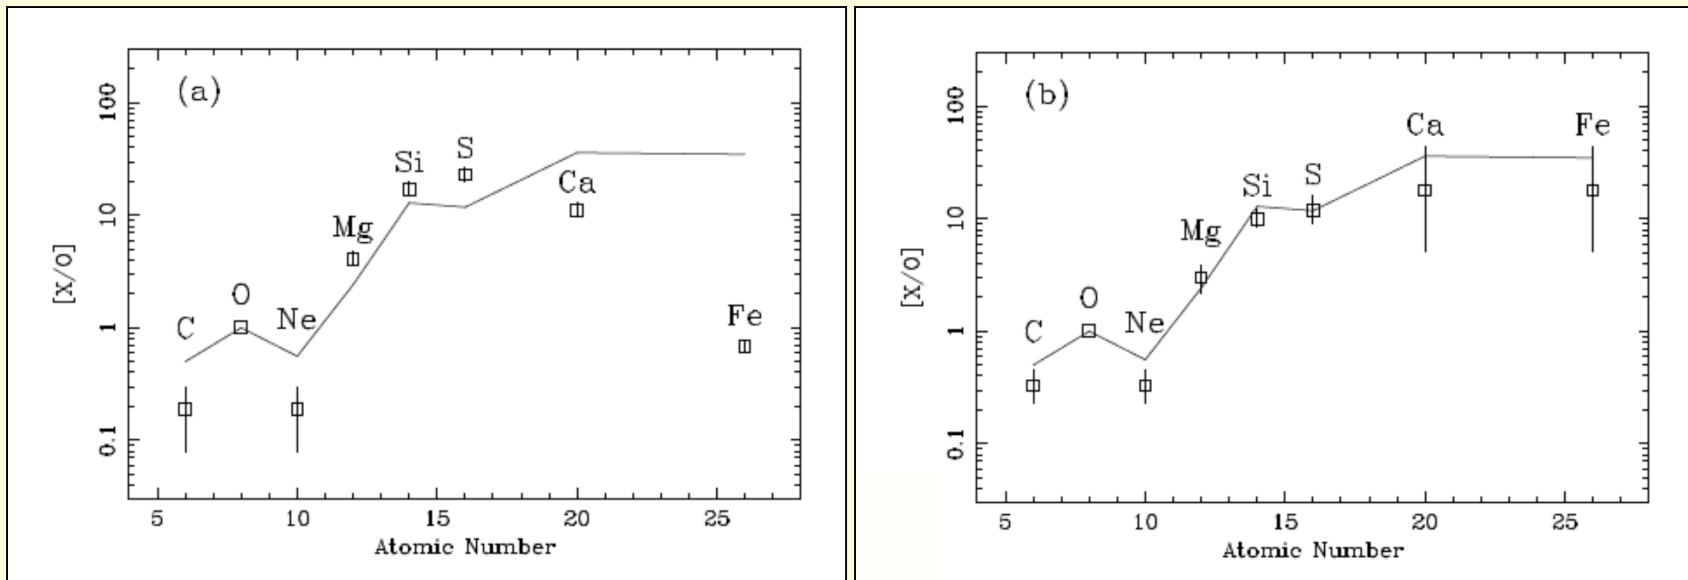 (a)
100
10
1
0.1
[X/O]
C
O
Ne
Mg
Si
S
Ca
Fe
5 10 15 20 25
Atomic Number
(b)
100
10
1
0.1
[X/O]
C
O
Ne
Mg
Si
S
Ca
Fe
5 10 15 20 25
Atomic Number